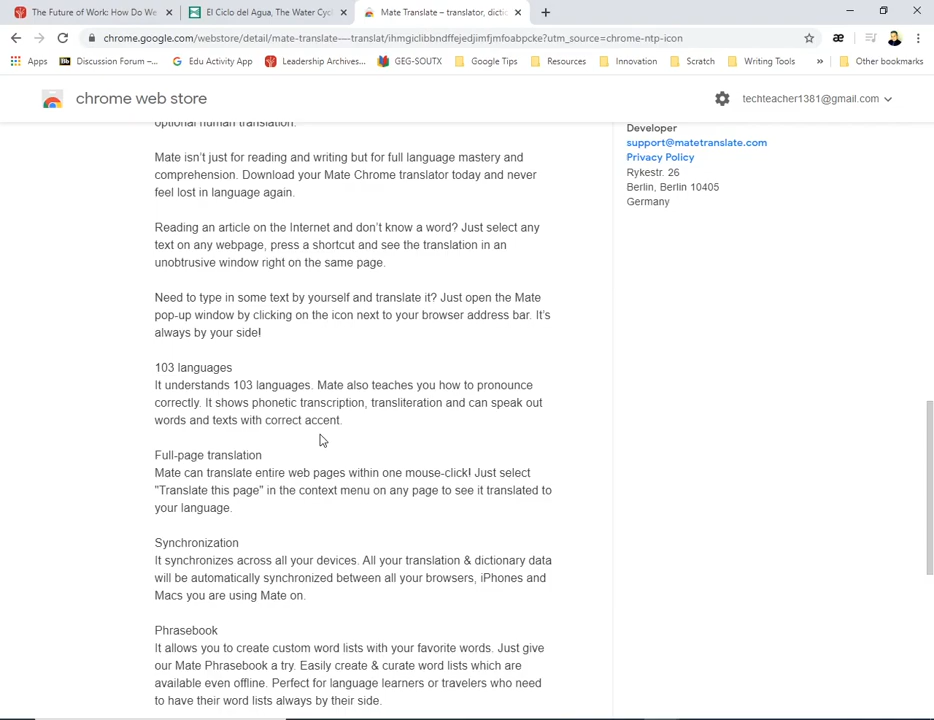 The Future of Work: How Do We
El Ciclo del Agua, The Water Cyc
Mate Translate – translator, dictio
chrome.google.com/webstore/detail/mate-translate-–-translat/ihmgiclibbndffejedjimfjmfoabpcke?utm_source=chrome-ntp-icon
Apps
Discussion Forum –...
Edu Activity App
Leadership Archives...
GEG-SOUTX
Google Tips
Resources
Innovation
Scratch
Writing Tools
»
Other bookmarks
chrome web store
techteacher1381@gmail.com
optional human translation.
Mate isn’t just for reading and writing but for full language mastery and
comprehension. Download your Mate Chrome translator today and never
feel lost in language again.
Reading an article on the Internet and don’t know a word? Just select any
text on any webpage, press a shortcut and see the translation in an
unobtrusive window right on the same page.
Need to type in some text by yourself and translate it? Just open the Mate
pop-up window by clicking on the icon next to your browser address bar. It’s
always by your side!
103 languages
It understands 103 languages. Mate also teaches you how to pronounce
correctly. It shows phonetic transcription, transliteration and can speak out
words and texts with correct accent.
Full-page translation
Mate can translate entire web pages within one mouse-click! Just select
"Translate this page" in the context menu on any page to see it translated to
your language.
Synchronization
It synchronizes across all your devices. All your translation & dictionary data
will be automatically synchronized between all your browsers, iPhones and
Macs you are using Mate on.
Phrasebook
It allows you to create custom word lists with your favorite words. Just give
our Mate Phrasebook a try. Easily create & curate word lists which are
available even offline. Perfect for language learners or travelers who need
to have their word lists always by their side.
Developer
support@matetranslate.com
Privacy Policy
Rykestr. 26
Berlin, Berlin 10405
Germany